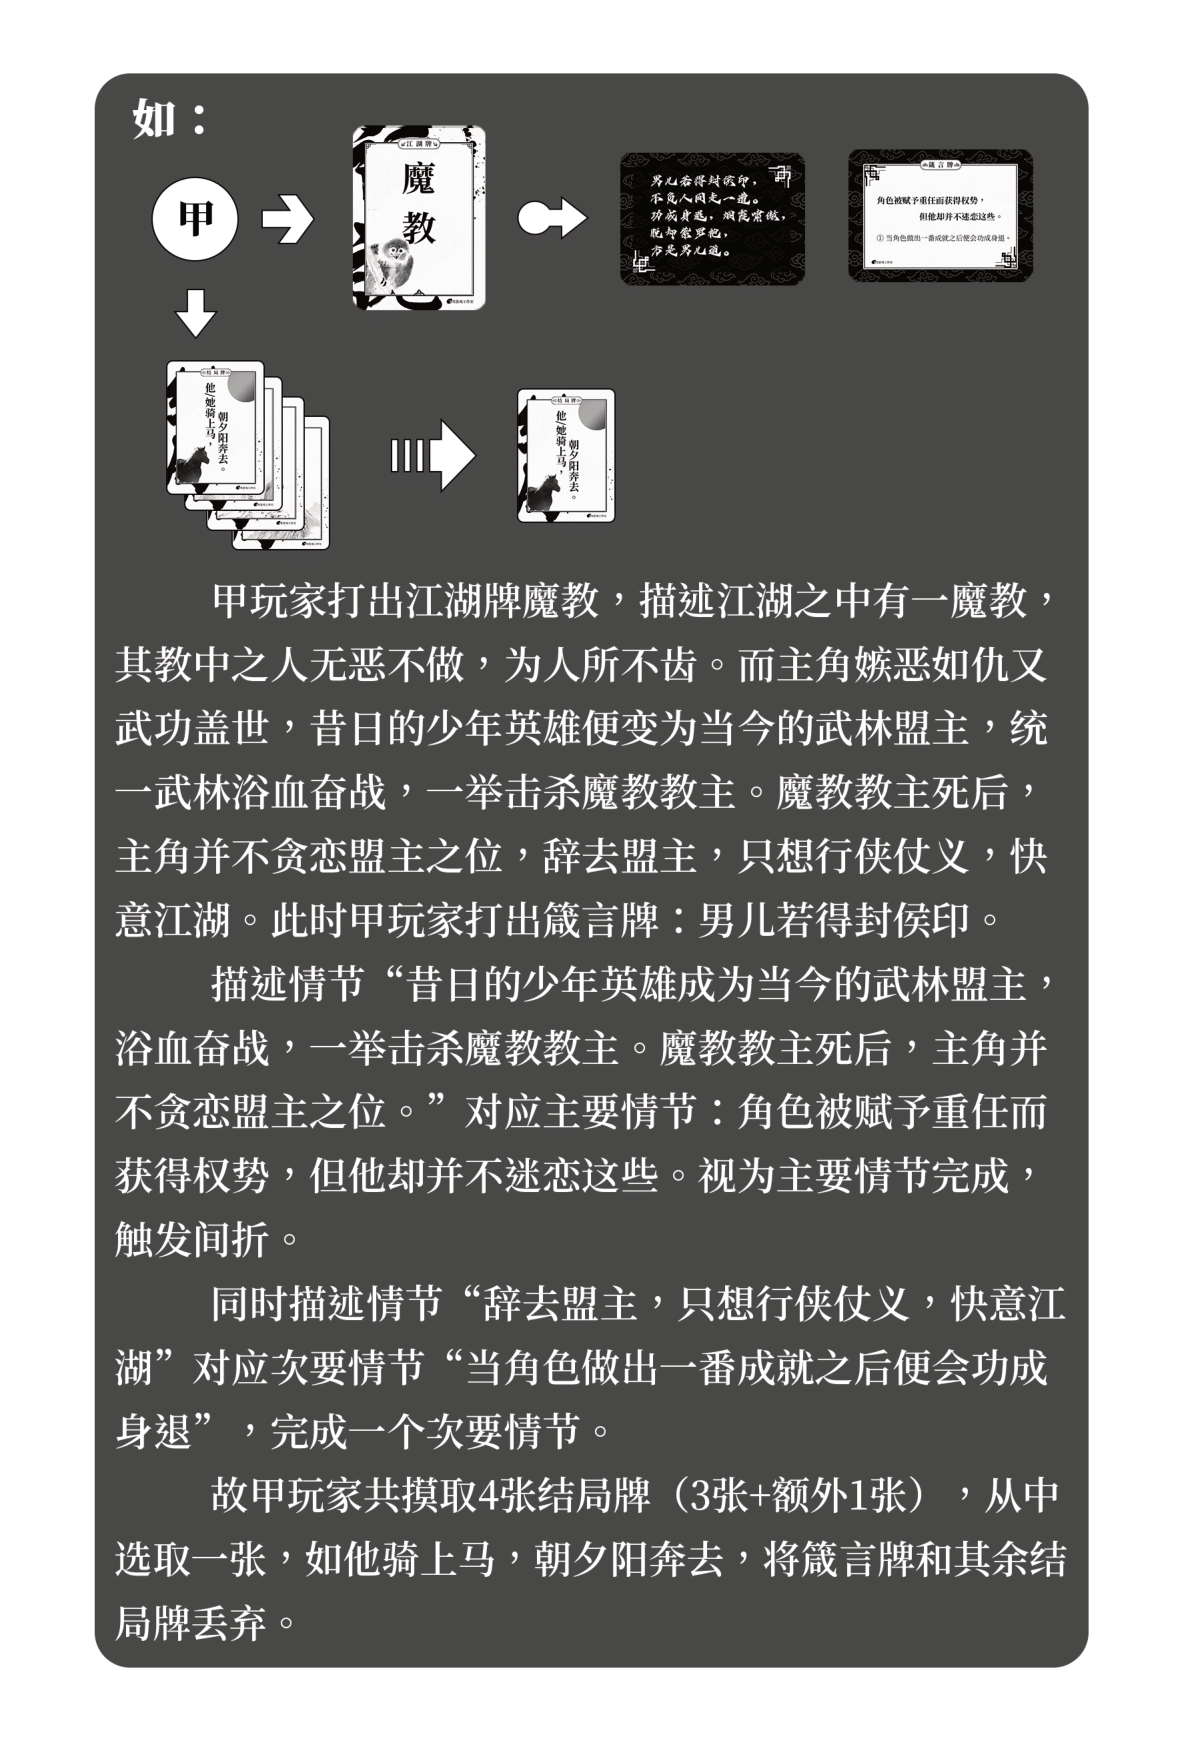 如：
甲
江湖牌
魔
教
男儿若得封侯印，
不负人间走一遭。
功成身退，烟霞啸傲，
脱却紫罗袍，
方是男儿道。
箴言牌
角色被赋予重任而获得权势，
但他却并不迷恋这些。
① 当角色做出一番成就之后便会功成身退。
结局牌
他/她骑上马，
朝夕阳奔去。
结局牌
他/她骑上马，
朝夕阳奔去。
甲玩家打出江湖牌魔教，描述江湖之中有一魔教，
其教中之人无恶不做，为人所不齿。而主角嫉恶如仇又
武功盖世，昔日的少年英雄便变为当今的武林盟主，统
一武林浴血奋战，一举击杀魔教教主。魔教教主死后，
主角并不贪恋盟主之位，辞去盟主，只想行侠仗义，快
意江湖。此时甲玩家打出箴言牌：男儿若得封侯印。
描述情节“昔日的少年英雄成为当今的武林盟主，
浴血奋战，一举击杀魔教教主。魔教教主死后，主角并
不贪恋盟主之位。”对应主要情节：角色被赋予重任而
获得权势，但他却并不迷恋这些。视为主要情节完成，
触发间折。
同时描述情节“辞去盟主，只想行侠仗义，快意江
湖”对应次要情节“当角色做出一番成就之后便会功成
身退”，完成一个次要情节。
故甲玩家共摸取4张结局牌（3张+额外1张），从中
选取一张，如他骑上马，朝夕阳奔去，将箴言牌和其余结
局牌丢弃。